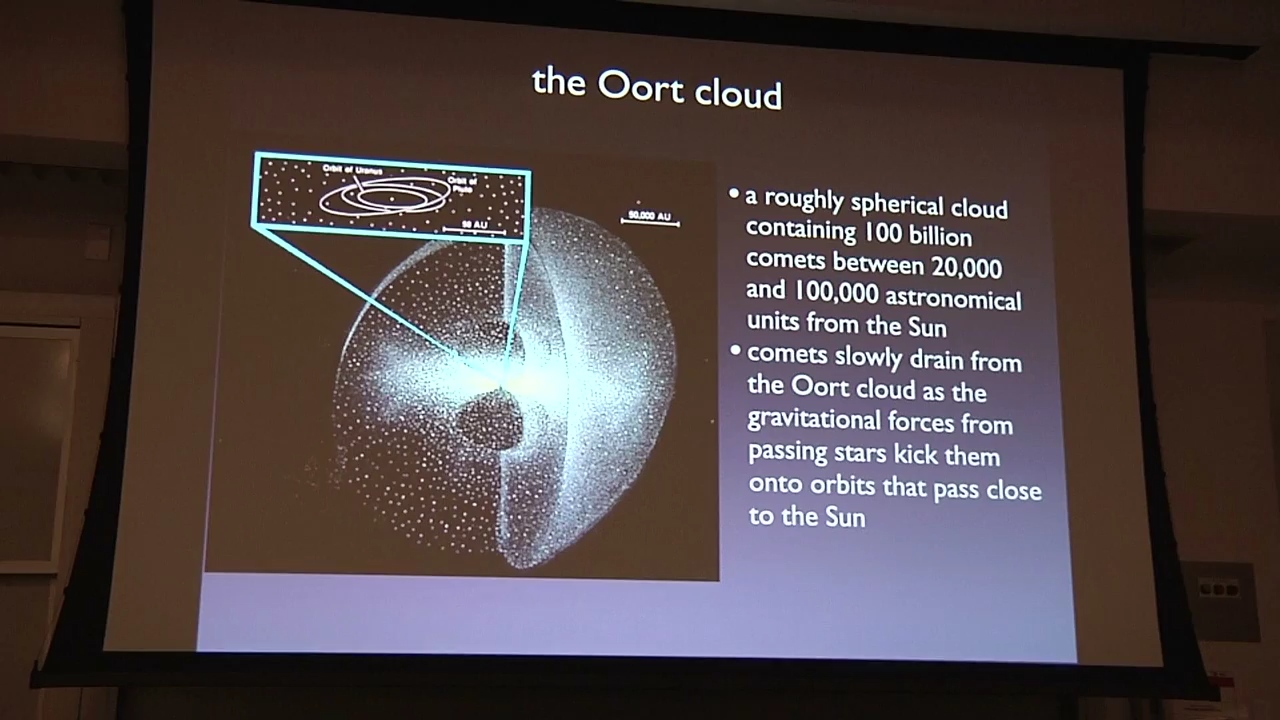 the Oort cloud
Orbit of Uranus
Orbit of
Pluto
50,000 AU
• a roughly spherical cloud
containing 100 billion
comets between 20,000
and 100,000 astronomical
units from the Sun
• comets slowly drain from
the Oort cloud as the
gravitational forces from
passing stars kick them
onto orbits that pass close
to the Sun